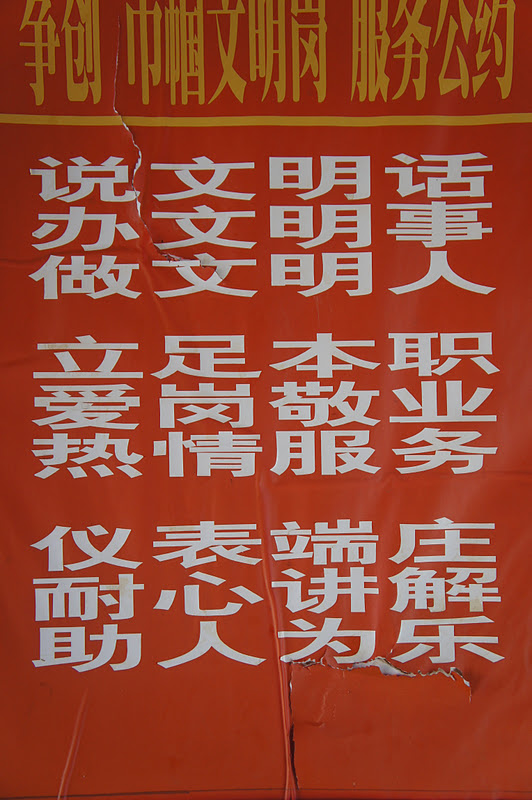 争创 巾帼文明岗 服务公约
说文明话
办文明事
做文明人
立足本职
爱岗敬业
热情服务
仪表端庄
耐心讲解
助人为乐